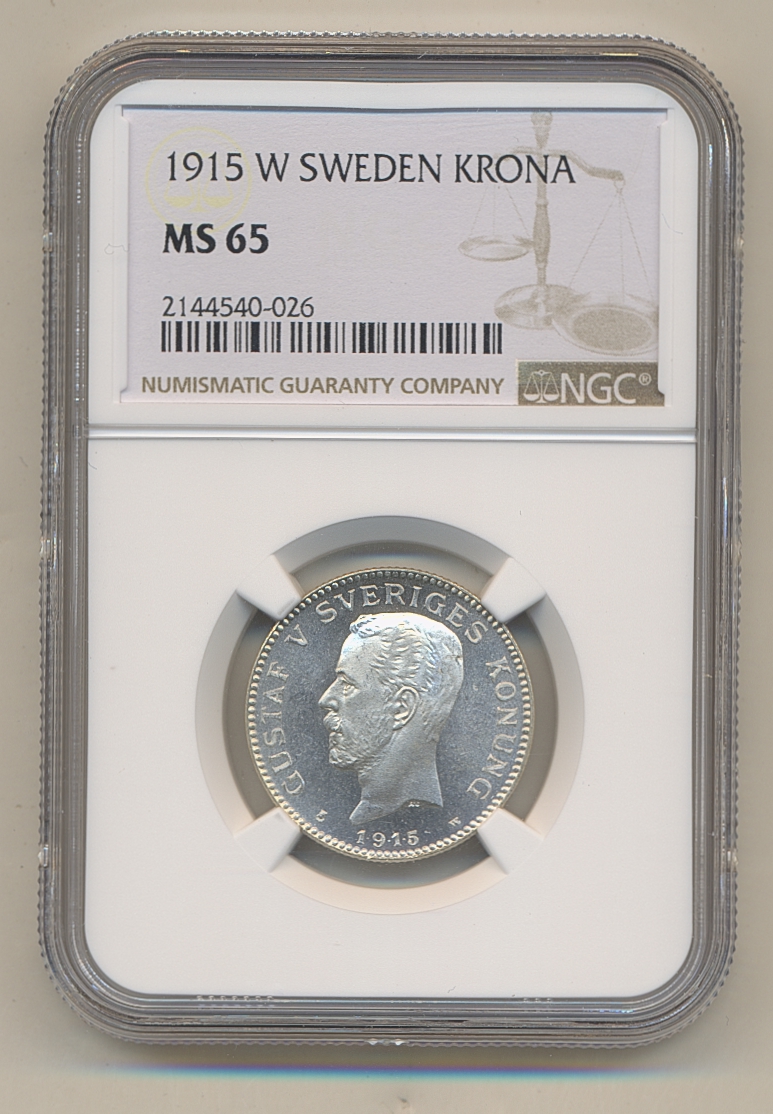 1915 W SWEDEN KRONA
MS 65
2144540-026
NUMISMATIC GUARANTY COMPANY
NGC®
GUSTAF V SVERIGES KONUNG
W
1915